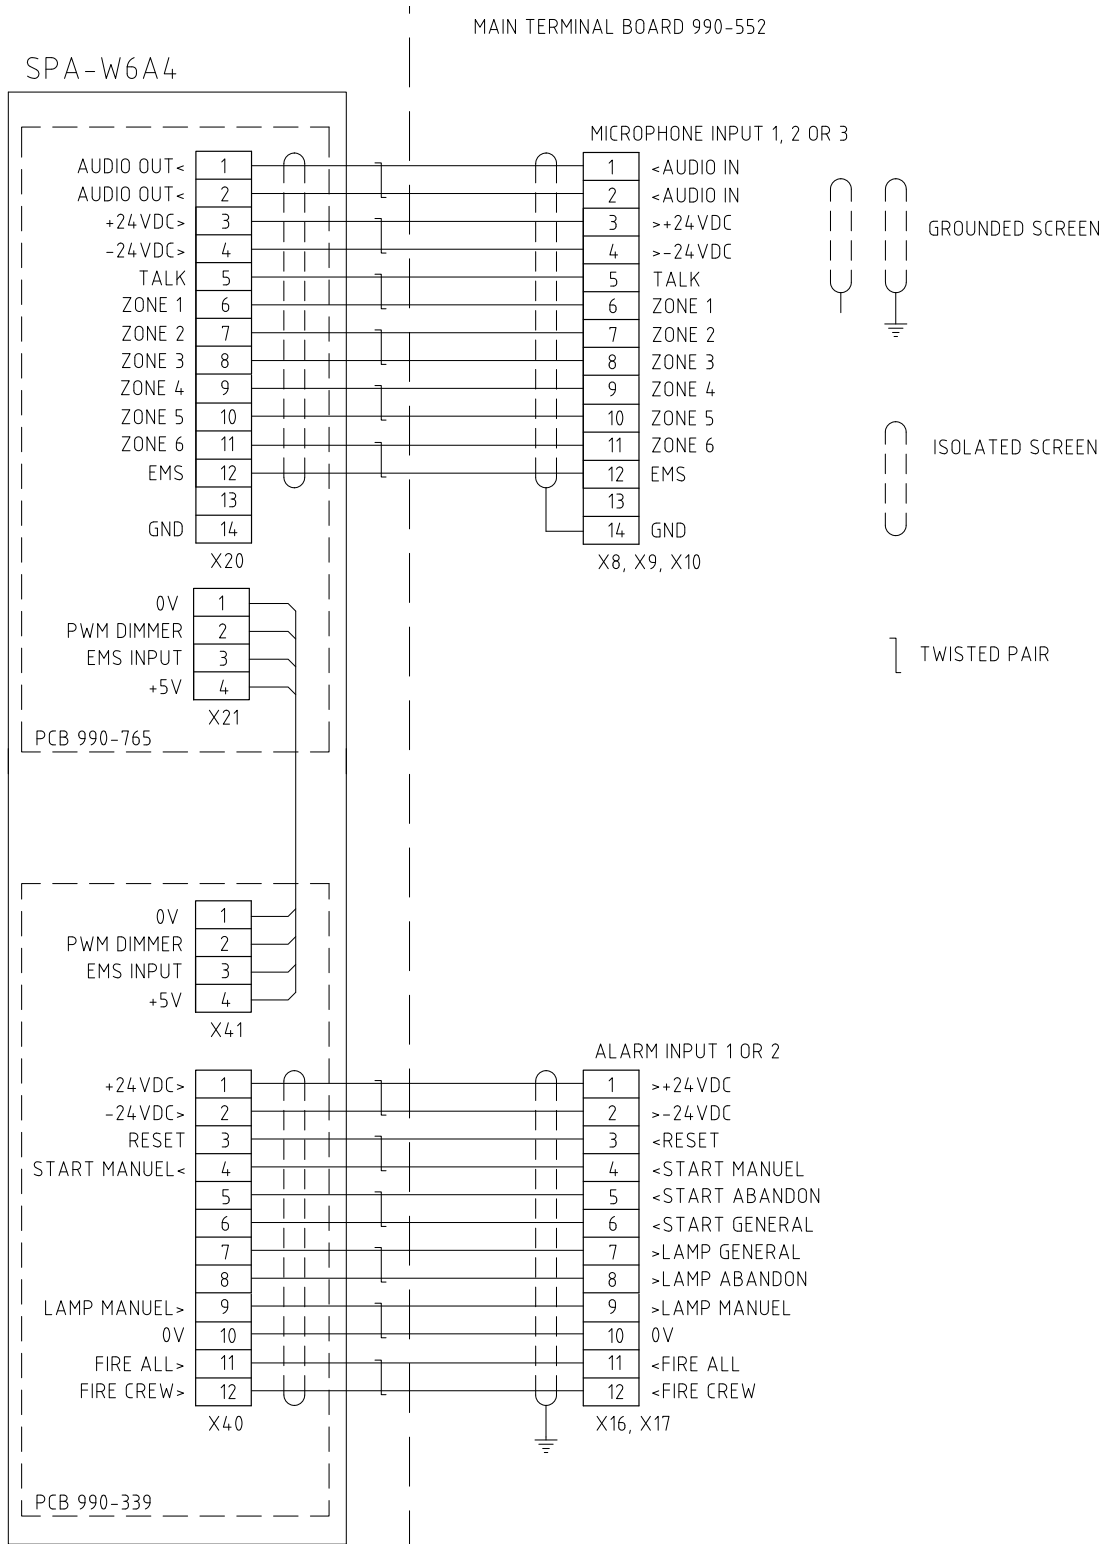 MAIN TERMINAL BOARD 990-552
SPA-W6A4
MICROPHONE INPUT 1, 2 OR 3
AUDIO OUT< 1 1 <AUDIO IN
AUDIO OUT< 2 2 <AUDIO IN
+24VDC> 3 3 >+24VDC
-24VDC> 4 4 >-24VDC
TALK 5 5 TALK
ZONE 1 6 6 ZONE 1
ZONE 2 7 7 ZONE 2
ZONE 3 8 8 ZONE 3
ZONE 4 9 9 ZONE 4
ZONE 5 10 10 ZONE 5
ZONE 6 11 11 ZONE 6
EMS 12 12 EMS
13 13
GND 14 14 GND
X20 X8, X9, X10
GROUNDED SCREEN
ISOLATED SCREEN
TWISTED PAIR
0V 1
PWM DIMMER 2
EMS INPUT 3
+5V 4
X21
PCB 990-765
0V 1
PWM DIMMER 2
EMS INPUT 3
+5V 4
X41
ALARM INPUT 1 OR 2
+24VDC> 1 1 >+24VDC
-24VDC> 2 2 >-24VDC
RESET 3 3 <RESET
START MANUEL< 4 4 <START MANUEL
5 5 <START ABANDON
6 6 <START GENERAL
7 7 >LAMP GENERAL
8 8 >LAMP ABANDON
LAMP MANUEL> 9 9 >LAMP MANUEL
0V 10 10 0V
FIRE ALL> 11 11 <FIRE ALL
FIRE CREW> 12 12 <FIRE CREW
X40 X16, X17
PCB 990-339